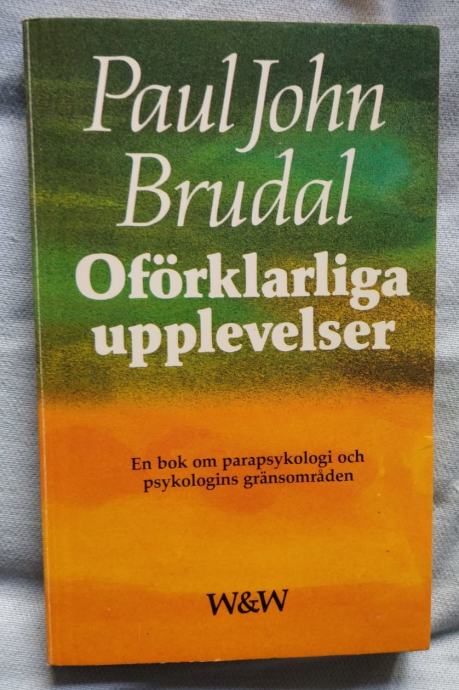 Paul John
Brudal
Oförklarliga
upplevelser
En bok om parapsykologi och
psykologins gränsområden
W&W